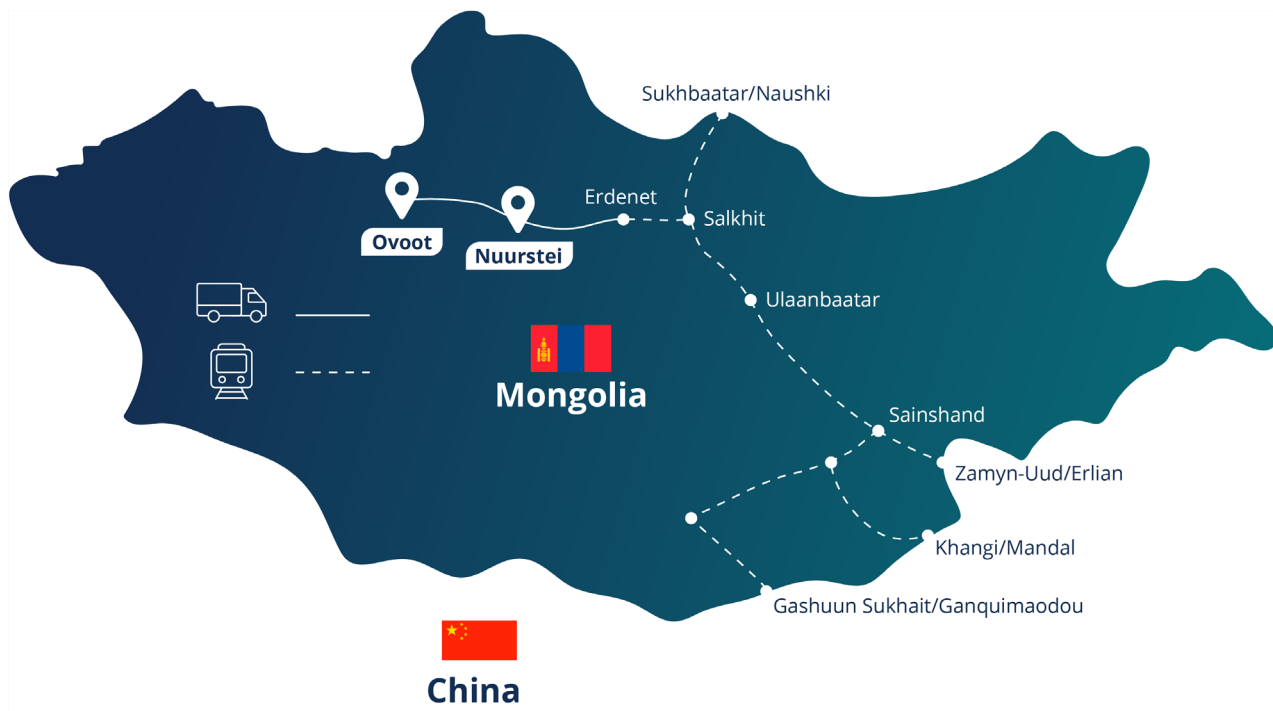 Sukhbaatar/Naushki
Erdenet
Salkhit
Ovoot
Nuurstei
Ulaanbaatar
Mongolia
Sainshand
Zamyn-Uud/Erlian
Khangi/Mandal
Gashuun Sukhait/Ganquimaodou
China